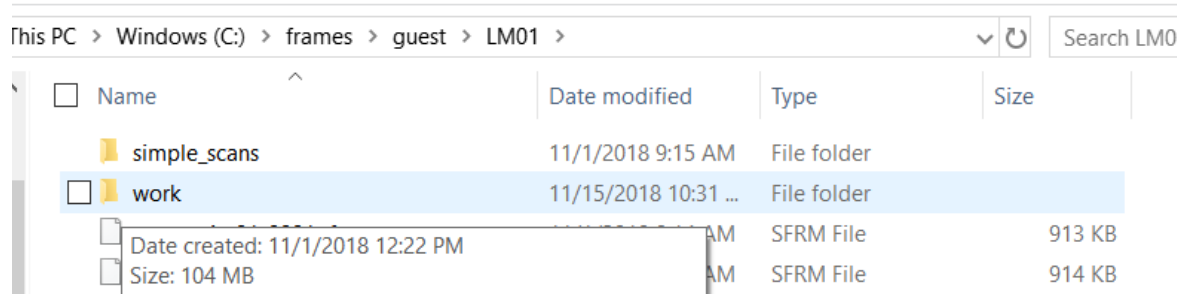 This PC > Windows (C:) > frames > guest > LM01 > Search LM0
Name Date modified Type Size
simple_scans 11/1/2018 9:15 AM File folder
work 11/15/2018 10:31 ... File folder
AM SFRM File 913 KB
Date created: 11/1/2018 12:22 PM
Size: 104 MB AM SFRM File 914 KB